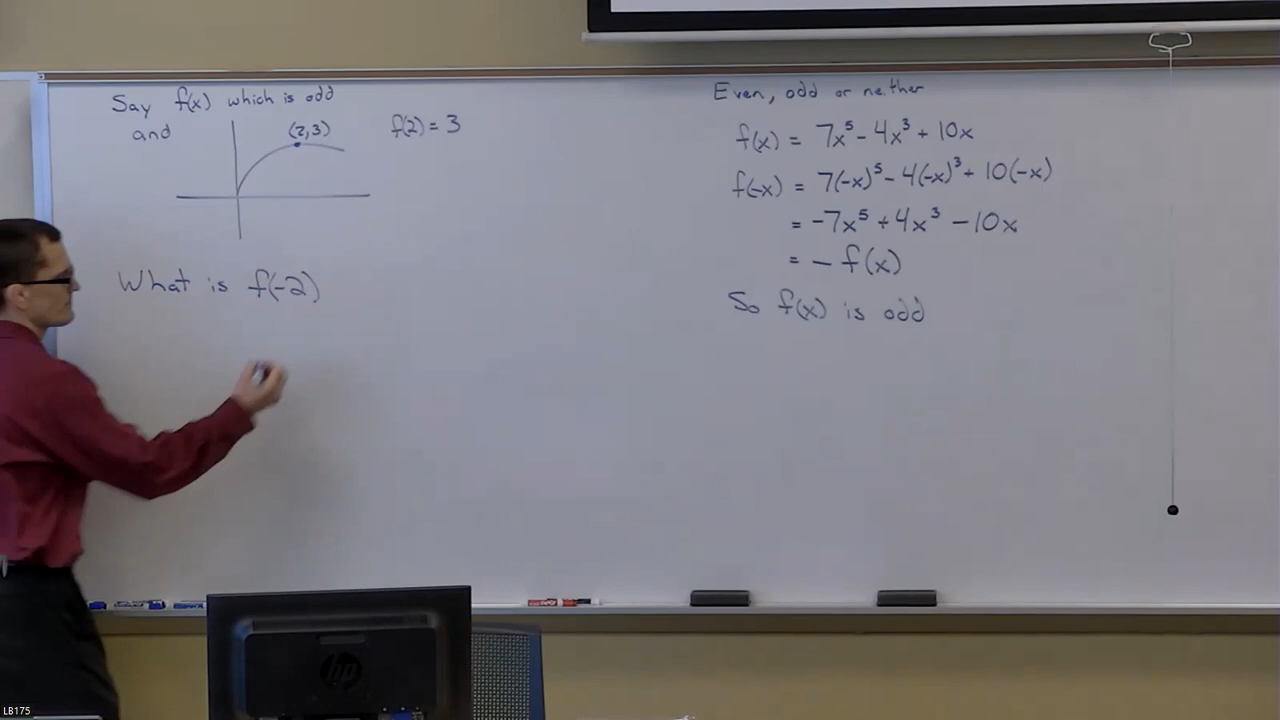 Say f(x) which is odd
and
(2,3)
f(2) = 3
What is f(-2)
Even, odd or neither
f(x) = 7x⁵ - 4x³ + 10x
f(-x) = 7(-x)⁵ - 4(-x)³ + 10(-x)
= -7x⁵ + 4x³ - 10x
= - f(x)
So f(x) is odd
hp
LB175